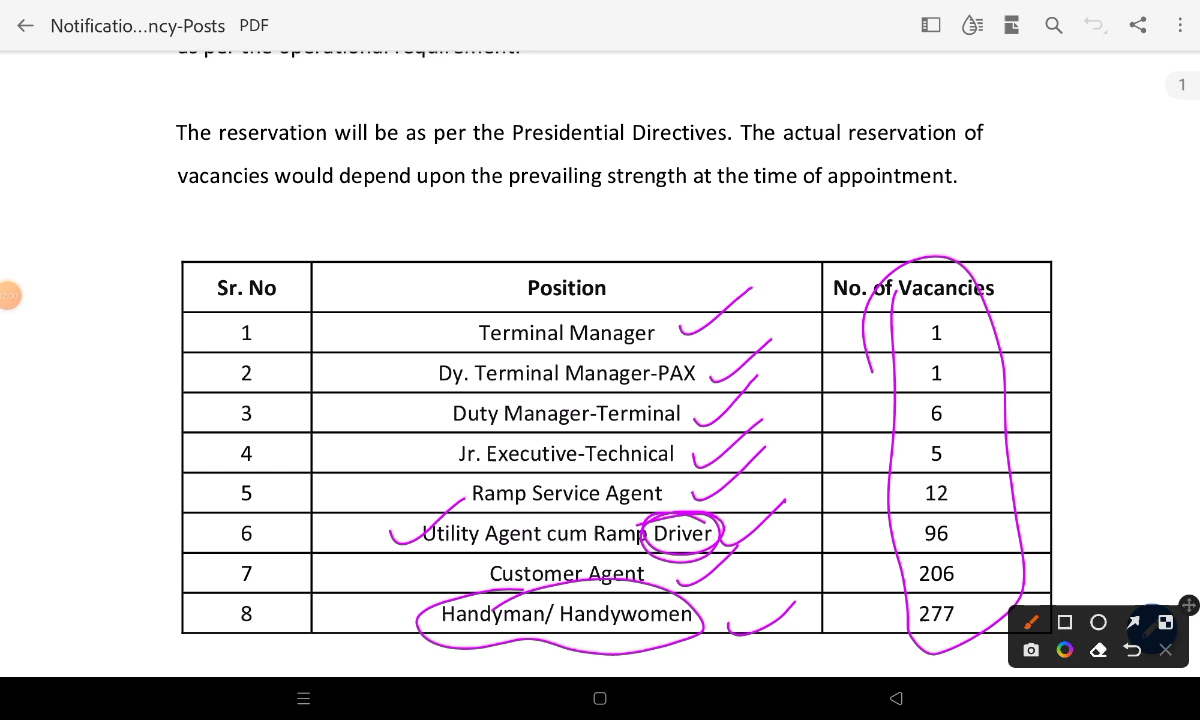 Notificatio...ncy-Posts PDF
1
The reservation will be as per the Presidential Directives. The actual reservation of
vacancies would depend upon the prevailing strength at the time of appointment.
Sr. No Position No. of Vacancies
1 Terminal Manager 1
2 Dy. Terminal Manager-PAX 1
3 Duty Manager-Terminal 6
4 Jr. Executive-Technical 5
5 Ramp Service Agent 12
6 Utility Agent cum Ramp Driver 96
7 Customer Agent 206
8 Handyman/ Handywomen 277